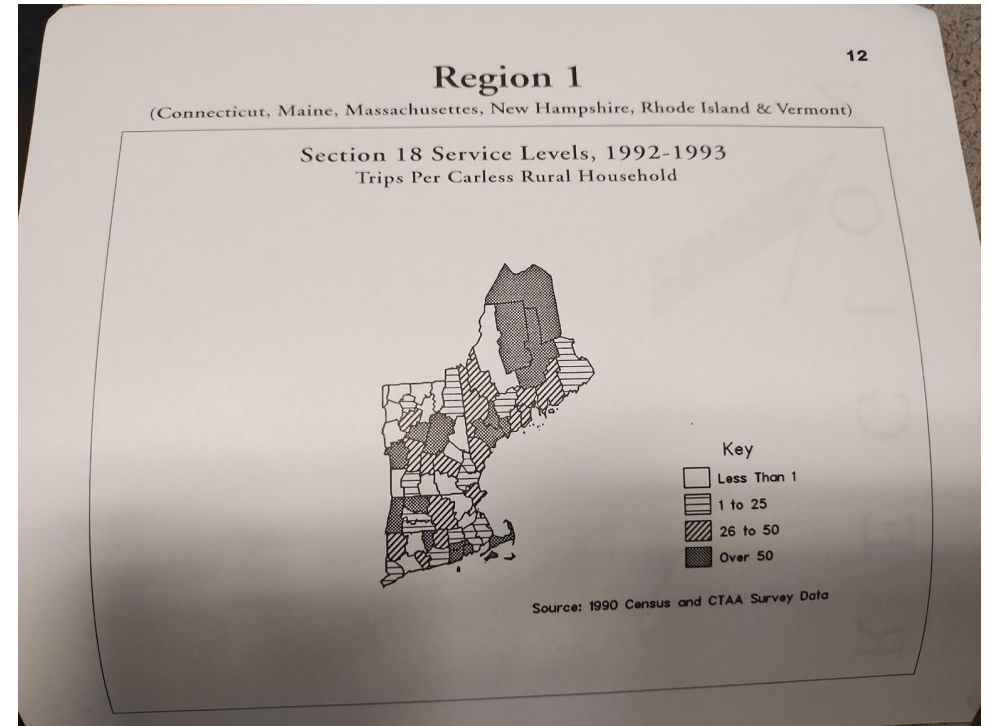 12
Region 1
(Connecticut, Maine, Massachusettes, New Hampshire, Rhode Island & Vermont)
Section 18 Service Levels, 1992-1993
Trips Per Carless Rural Household
Key
Less Than 1
1 to 25
26 to 50
Over 50
Source: 1990 Census and CTAA Survey Data
REGION